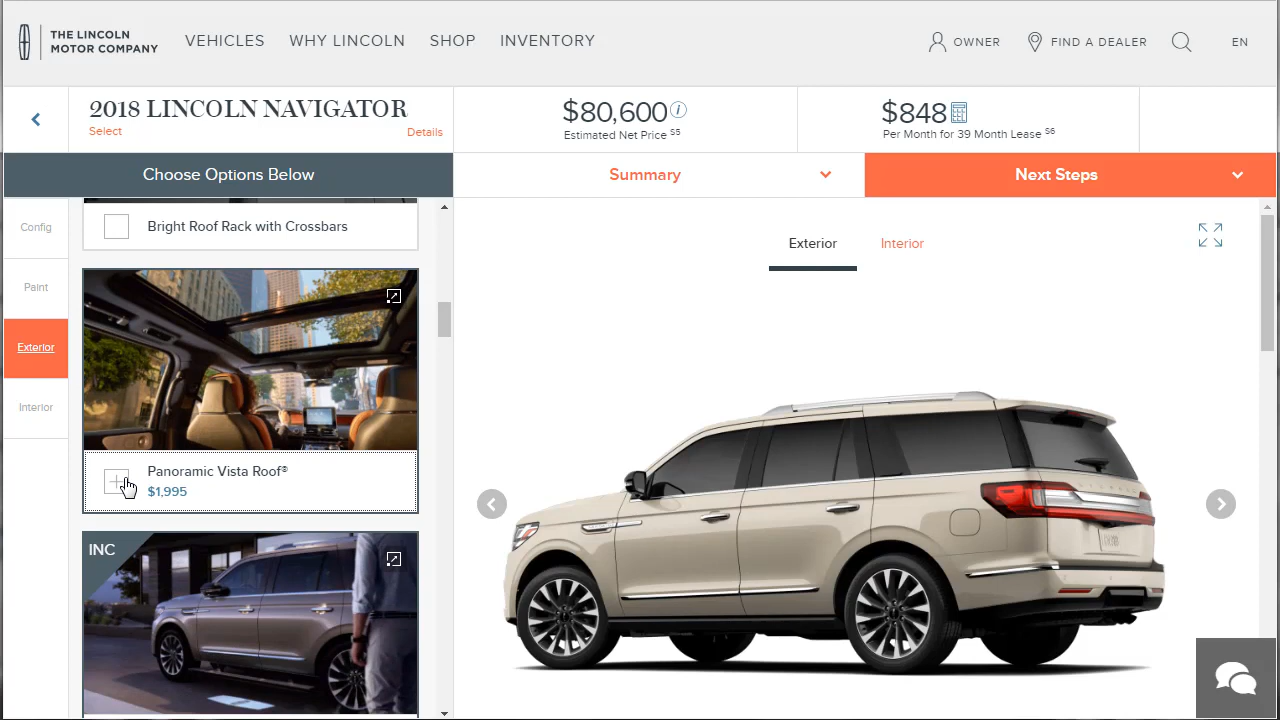 THE LINCOLN
MOTOR COMPANY
VEHICLES
WHY LINCOLN
SHOP
INVENTORY
OWNER
FIND A DEALER
EN
2018 LINCOLN NAVIGATOR
Select
Details
$80,600
Estimated Net Price S5
$848
Per Month for 39 Month Lease S6
Choose Options Below
Summary
Next Steps
Config
Paint
Exterior
Interior
Bright Roof Rack with Crossbars
Panoramic Vista Roof®
$1,995
INC
Exterior
Interior